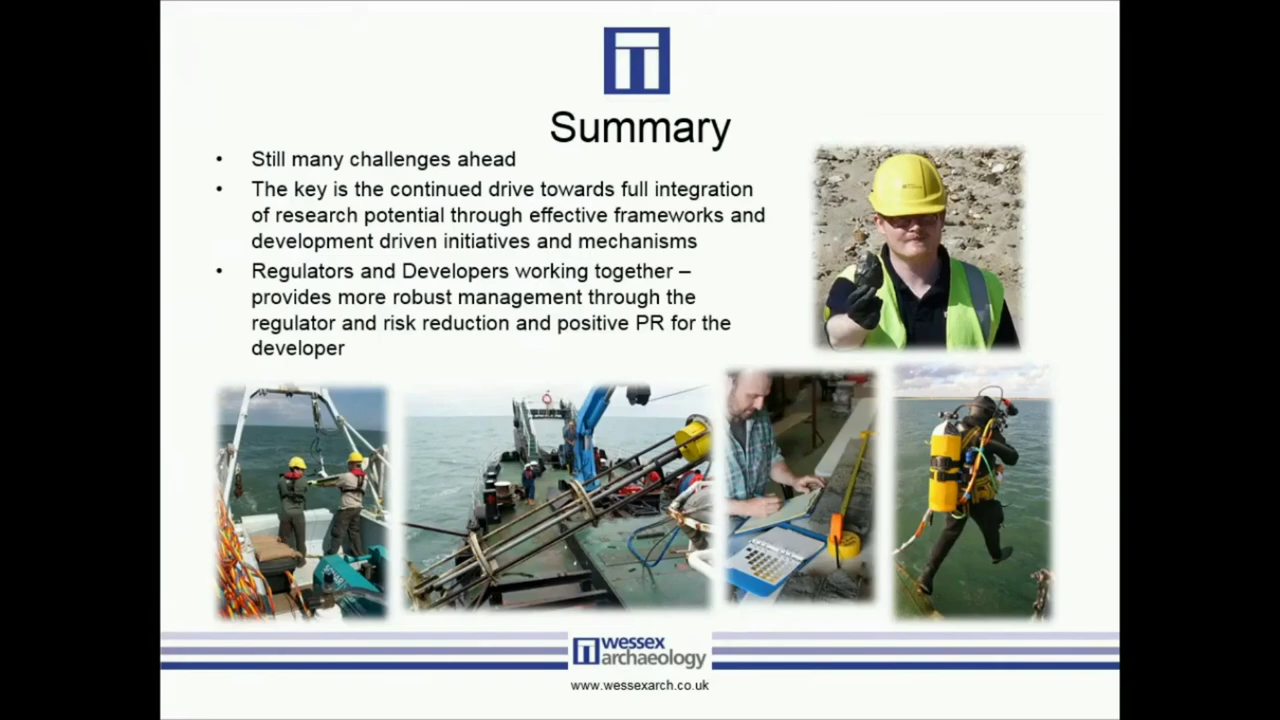 Summary
• Still many challenges ahead
• The key is the continued drive towards full integration
of research potential through effective frameworks and
development driven initiatives and mechanisms
• Regulators and Developers working together –
provides more robust management through the
regulator and risk reduction and positive PR for the
developer
wessex
archaeology
www.wessexarch.co.uk